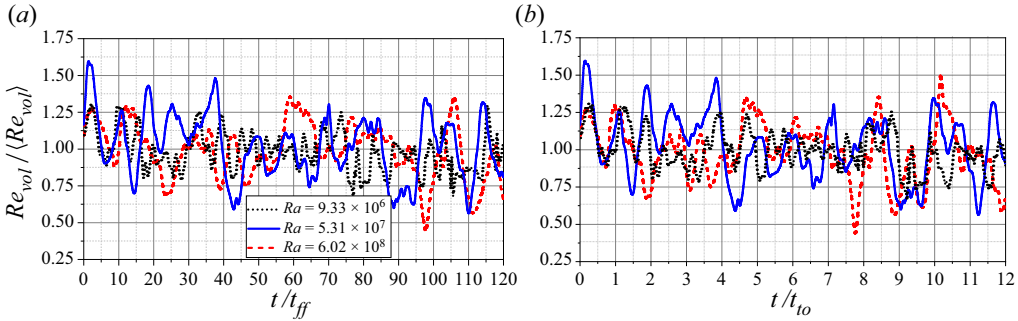 (a)
(b)
Re_vol / ⟨Re_vol⟩
1.75
1.50
1.25
1.00
0.75
0.50
0.25
0 10 20 30 40 50 60 70 80 90 100 110 120
t/t_ff
Ra = 9.33 × 10^6
Ra = 5.31 × 10^7
Ra = 6.02 × 10^8
1.75
1.50
1.25
1.00
0.75
0.50
0.25
0 1 2 3 4 5 6 7 8 9 10 11 12
t/t_to